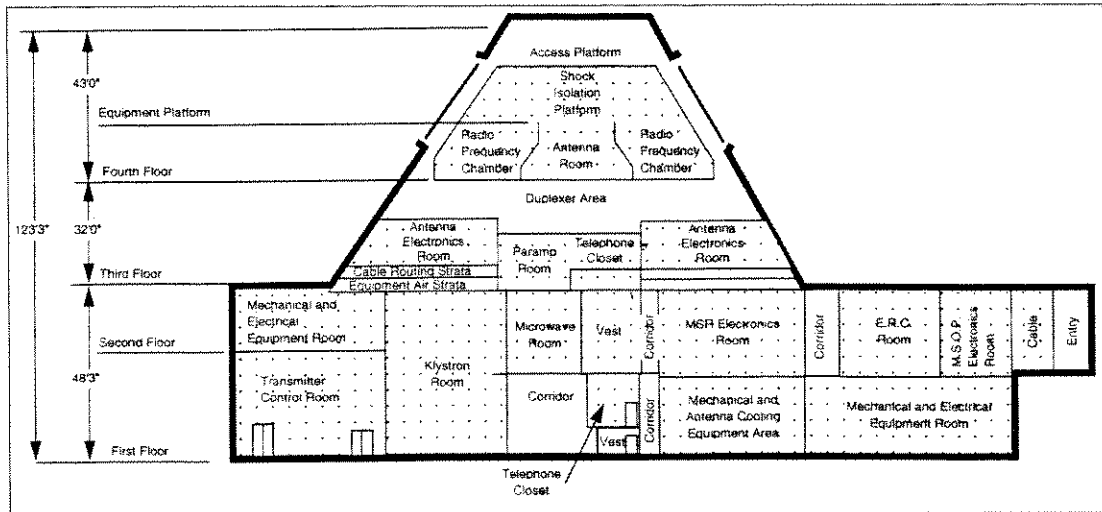 Access Platform
43'0"
Shock
Isolation
Platform
Equipment Platform
Radio
Frequency
Chamber
Antenna
Room
Radio
Frequency
Chamber
Fourth Floor
Duplexer Area
123'3"
32'0"
Antenna
Electronics
Room
Paramp
Room
Telephone
Closet
Antenna
Electronics
Room
Cable Routing Strata
Third Floor
Equipment Air Strata
Mechanical and
Electrical
Equipment Room
Microwave
Room
Vest
Corridor
MSR Electronics
Room
Corridor
E.R.C.
Room
M.S.O.P.
Electronics
Room
Cable
Entry
Second Floor
48'3"
Klystron
Room
Transmitter
Control Room
Corridor
Corridor
Mechanical and
Antenna Cooling
Equipment Area
Mechanical and Electrical
Equipment Room
Vest
First Floor
Telephone
Closet